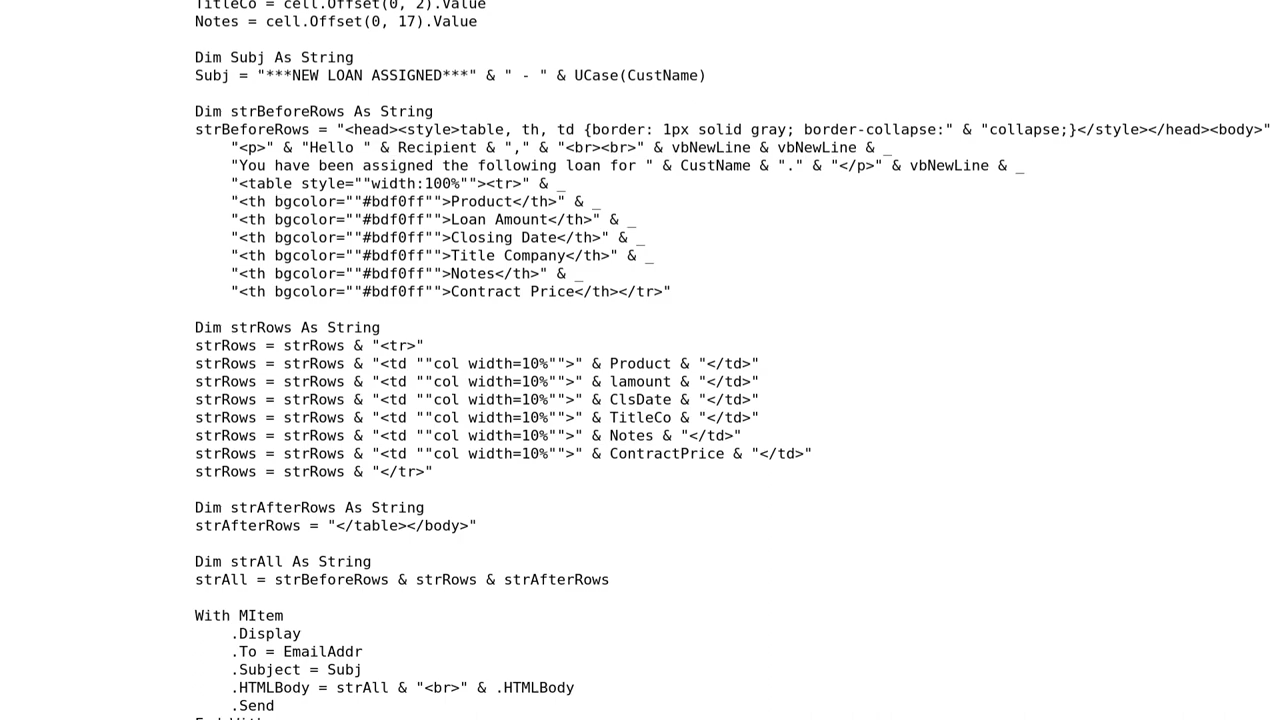 TitleCo = cell.Offset(0, 2).Value
Notes = cell.Offset(0, 17).Value
Dim Subj As String
Subj = "***NEW LOAN ASSIGNED***" & " - " & UCase(CustName)
Dim strBeforeRows As String
strBeforeRows = "<head><style>table, th, td {border: 1px solid gray; border-collapse:" & "collapse;}</style></head><body>"
"<p>" & "Hello " & Recipient & "," & "<br><br>" & vbNewLine & vbNewLine & _
"You have been assigned the following loan for " & CustName & "." & "</p>" & vbNewLine & _
"<table style=""width:100%""><tr>" & _
"<th bgcolor=""#bdf0ff"">Product</th>" & _
"<th bgcolor=""#bdf0ff"">Loan Amount</th>" & _
"<th bgcolor=""#bdf0ff"">Closing Date</th>" & _
"<th bgcolor=""#bdf0ff"">Title Company</th>" & _
"<th bgcolor=""#bdf0ff"">Notes</th>" & _
"<th bgcolor=""#bdf0ff"">Contract Price</th></tr>"
Dim strRows As String
strRows = strRows & "<tr>"
strRows = strRows & "<td ""col width=10%"">" & Product & "</td>"
strRows = strRows & "<td ""col width=10%"">" & lamount & "</td>"
strRows = strRows & "<td ""col width=10%"">" & ClsDate & "</td>"
strRows = strRows & "<td ""col width=10%"">" & TitleCo & "</td>"
strRows = strRows & "<td ""col width=10%"">" & Notes & "</td>"
strRows = strRows & "<td ""col width=10%"">" & ContractPrice & "</td>"
strRows = strRows & "</tr>"
Dim strAfterRows As String
strAfterRows = "</table></body>"
Dim strAll As String
strAll = strBeforeRows & strRows & strAfterRows
With MItem
.Display
.To = EmailAddr
.Subject = Subj
.HTMLBody = strAll & "<br>" & .HTMLBody
.Send